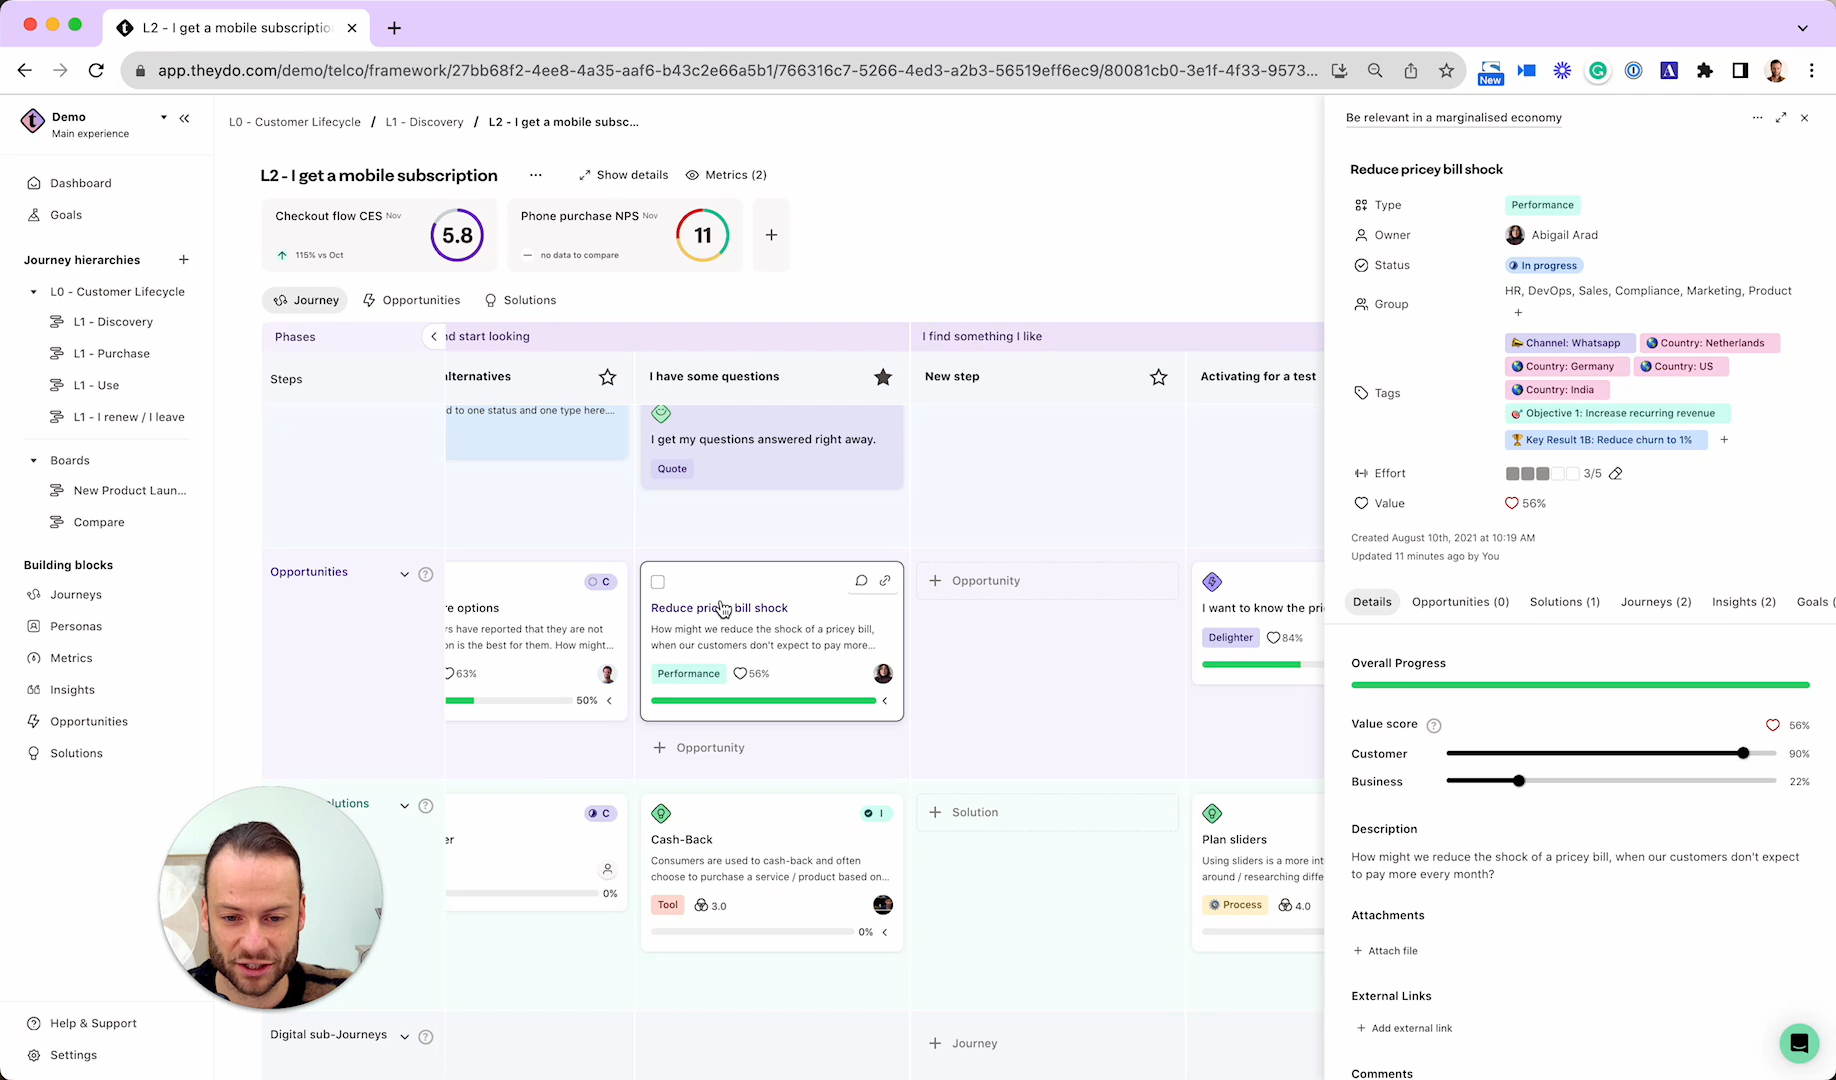 L2 - I get a mobile subscriptio
app.theydo.com/demo/telco/framework/27bb68f2-4ee8-4a35-aaf6-b43c2e66a5b1/766316c7-5266-4ed3-a2b3-56519eff6ec9/80081cb0-3e1f-4f33-9573...
New
Demo
Main experience
Dashboard
Goals
Journey hierarchies
L0 - Customer Lifecycle
L1 - Discovery
L1 - Purchase
L1 - Use
L1 - I renew / I leave
Boards
New Product Laun...
Compare
Building blocks
Journeys
Personas
Metrics
Insights
Opportunities
Solutions
Help & Support
Settings
L0 - Customer Lifecycle / L1 - Discovery / L2 - I get a mobile subsc...
L2 - I get a mobile subscription
Show details
Metrics (2)
Checkout flow CES Nov
5.8
115% vs Oct
Phone purchase NPS Nov
11
no data to compare
Journey
Opportunities
Solutions
Phases
nd start looking
I find something I like
Steps
lternatives
I have some questions
New step
Activating for a test
d to one status and one type here....
I get my questions answered right away.
Quote
Opportunities
C
e options
rs have reported that they are not
on is the best for them. How might...
63%
50%
Reduce pricey bill shock
How might we reduce the shock of a pricey bill,
when our customers don't expect to pay more...
Performance
56%
Opportunity
Opportunity
I want to know the pri
Delighter
84%
olutions
C
er
0%
Cash-Back
I
Consumers are used to cash-back and often
choose to purchase a service / product based on...
Tool
3.0
0%
Solution
Plan sliders
Using sliders is a more int
around / researching diffe
Process
4.0
Digital sub-Journeys
Journey
Be relevant in a marginalised economy
Reduce pricey bill shock
Type
Performance
Owner
Abigail Arad
Status
In progress
Group
HR, DevOps, Sales, Compliance, Marketing, Product
Tags
Channel: Whatsapp
Country: Netherlands
Country: Germany
Country: US
Country: India
Objective 1: Increase recurring revenue
Key Result 1B: Reduce churn to 1%
Effort
3/5
Value
56%
Created August 10th, 2021 at 10:19 AM
Updated 11 minutes ago by You
Details
Opportunities (0)
Solutions (1)
Journeys (2)
Insights (2)
Goals (
Overall Progress
Value score
56%
Customer
90%
Business
22%
Description
How might we reduce the shock of a pricey bill, when our customers don't expect
to pay more every month?
Attachments
Attach file
External Links
Add external link
Comments